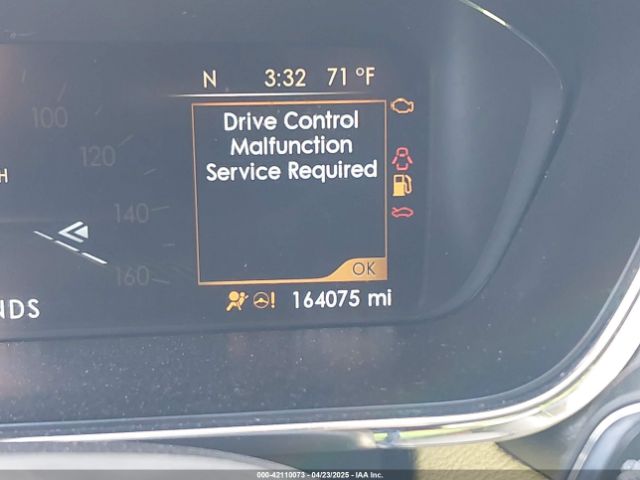 N 3:32 71 °F
Drive Control
Malfunction
Service Required
100
120
H
140
160
OK
NDS
164075 mi
000-42110073 - 04/23/2025 - © IAA Inc.